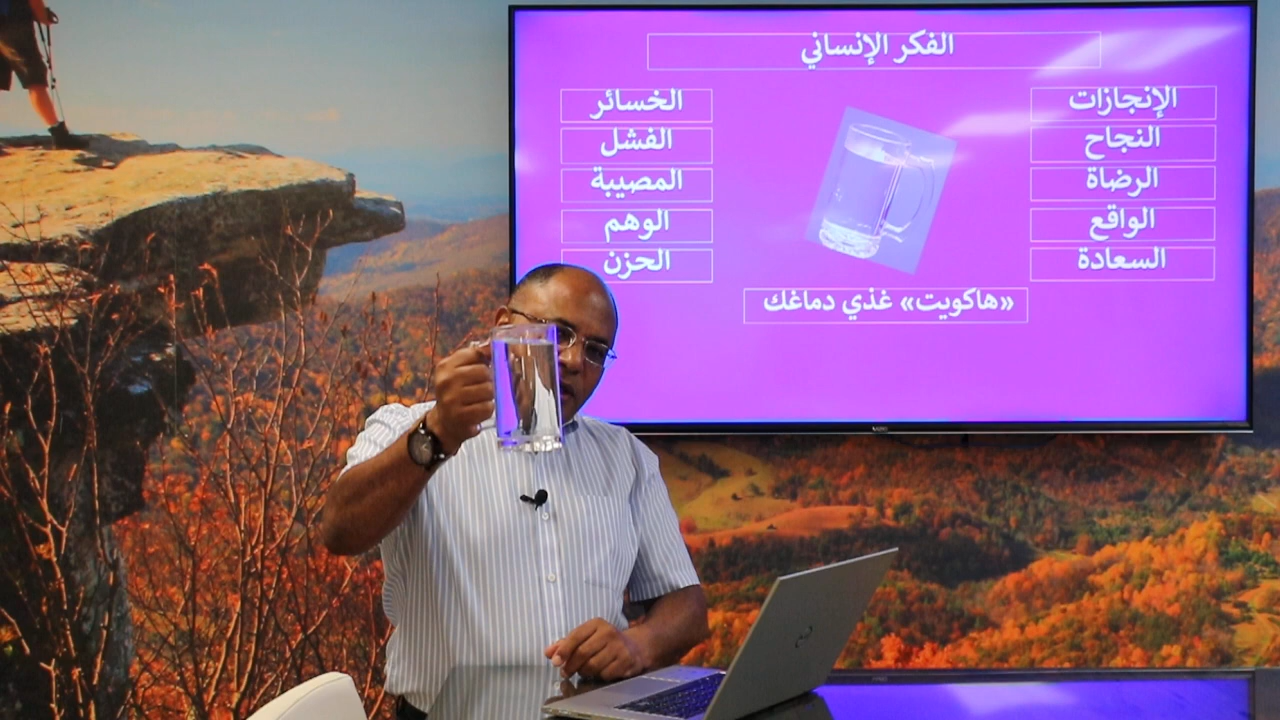 الفكر الإنساني
الإنجازات
النجاح
الرضاة
الواقع
السعادة
الخسائر
الفشل
المصيبة
الوهم
الحزن
«هاكويت» غذي دماغك